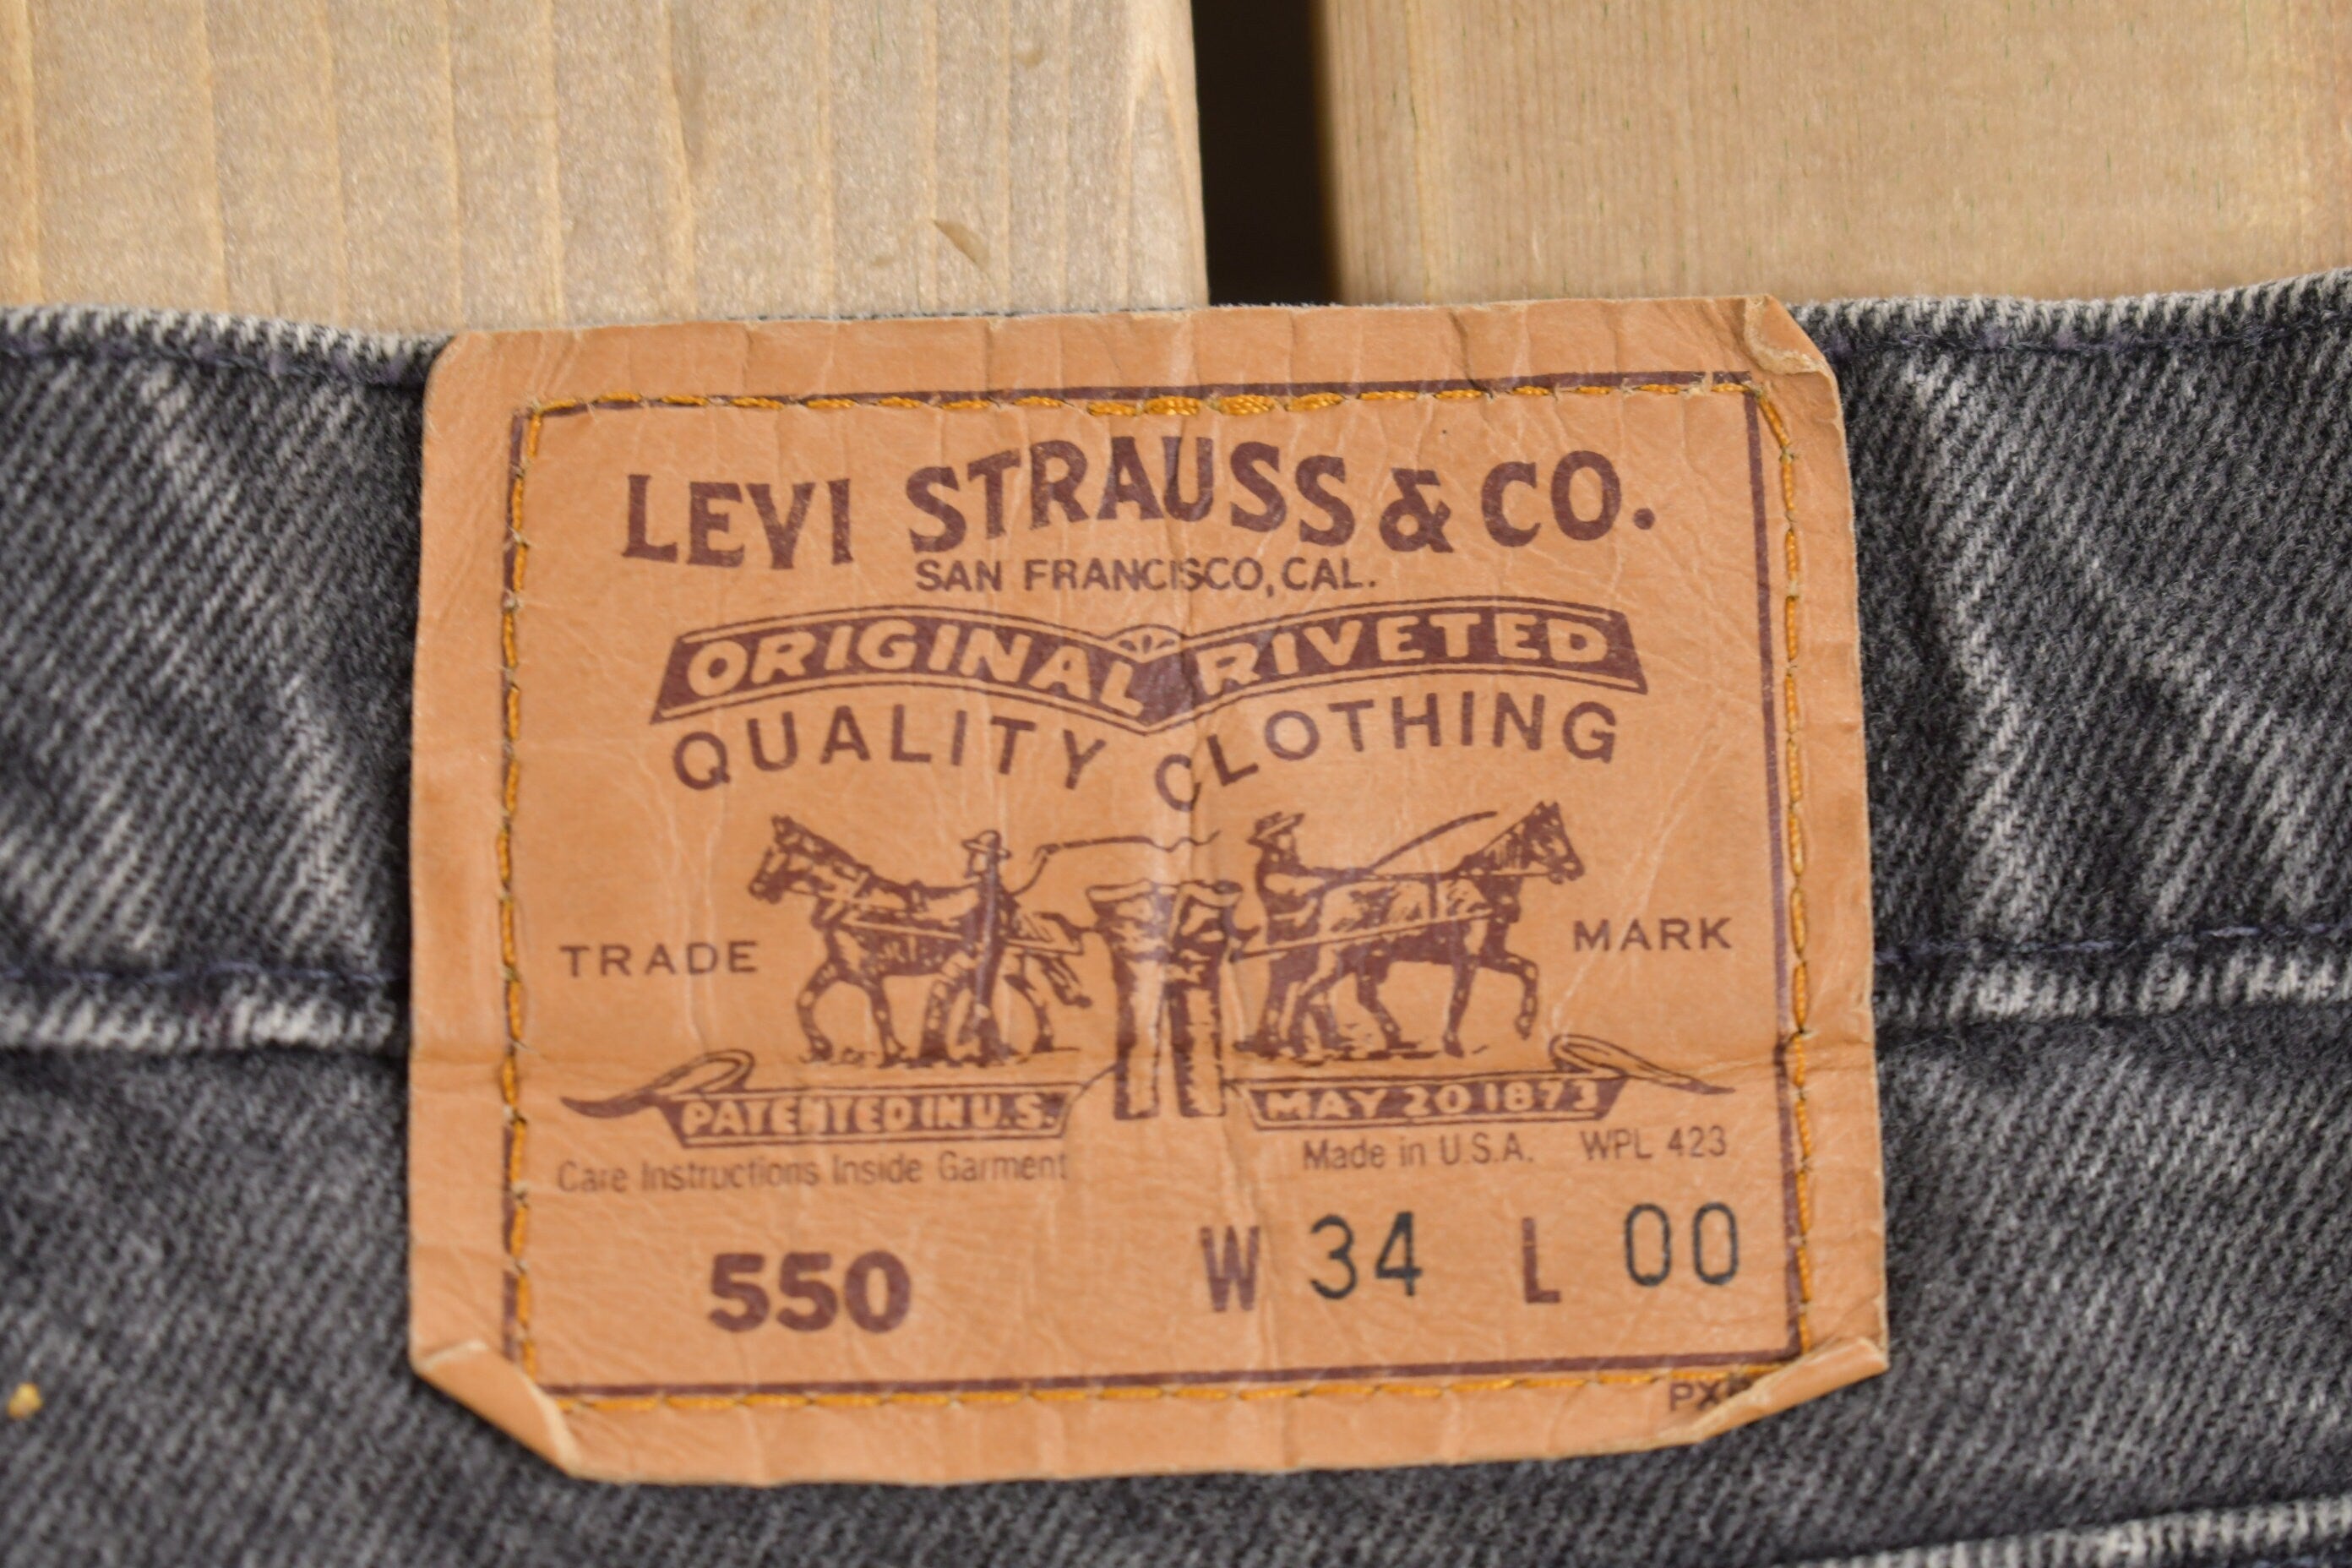 LEVI STRAUSS & CO.
SAN FRANCISCO, CAL.
ORIGINAL RIVETED
QUALITY CLOTHING
TRADE MARK
PATENTED IN U.S. MAY 20 1873
Care Instructions Inside Garment Made in U.S.A. WPL 423
550 W 34 L 00